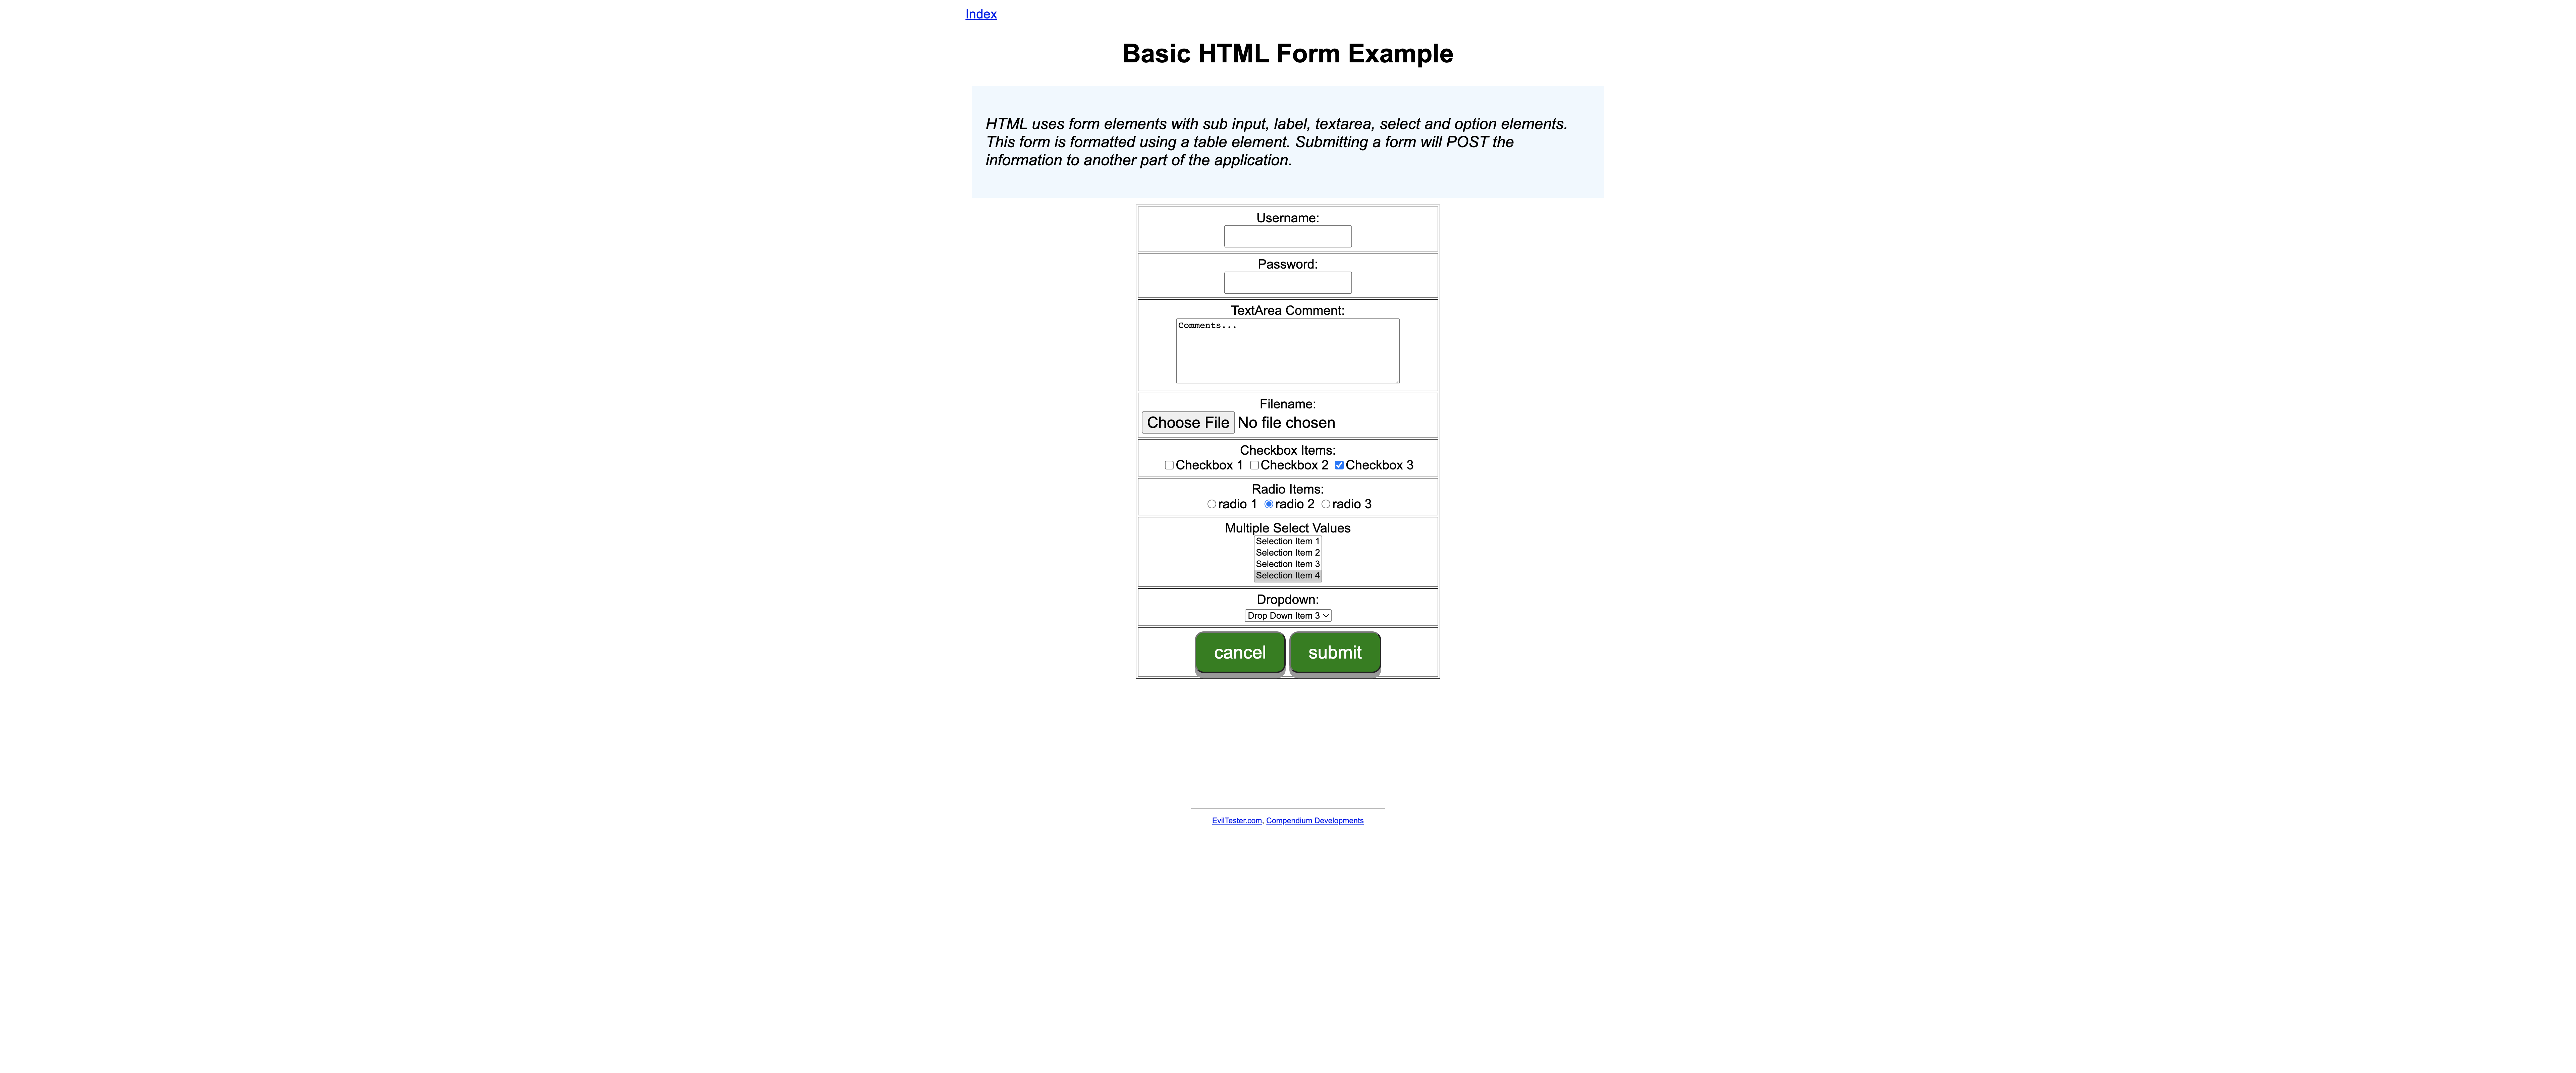 Index
Basic HTML Form Example
HTML uses form elements with sub input, label, textarea, select and option elements.
This form is formatted using a table element. Submitting a form will POST the
information to another part of the application.
Username:
Password:
TextArea Comment:
Comments...
Filename:
Choose File No file chosen
Checkbox Items:
Checkbox 1 Checkbox 2 Checkbox 3
Radio Items:
radio 1 radio 2 radio 3
Multiple Select Values
Selection Item 1
Selection Item 2
Selection Item 3
Selection Item 4
Dropdown:
Drop Down Item 3
cancel submit
EvilTester.com, Compendium Developments